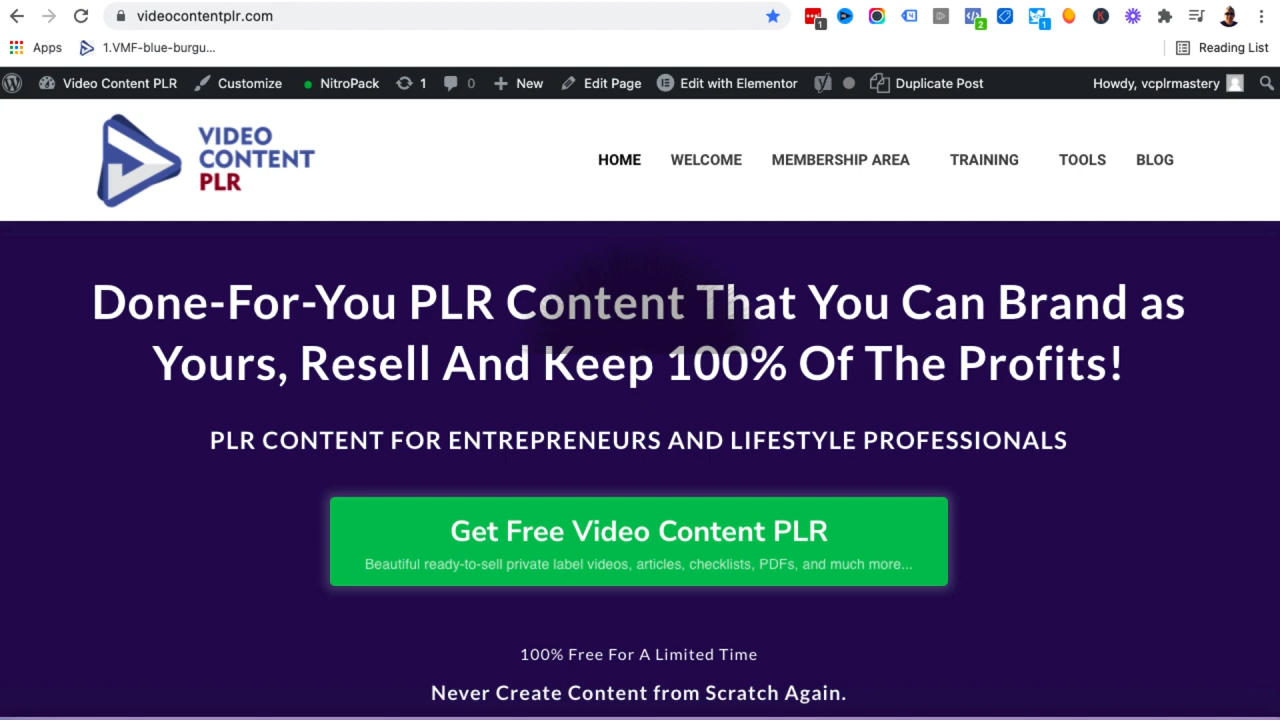 videocontentplr.com
1
2
1
Apps
1.VMF-blue-burgu...
Reading List
Video Content PLR
Customize
NitroPack
1
0
New
Edit Page
Edit with Elementor
Duplicate Post
Howdy, vcplrmastery
VIDEO
CONTENT
PLR
HOME
WELCOME
MEMBERSHIP AREA
TRAINING
TOOLS
BLOG
Done-For-You PLR Content That You Can Brand as
Yours, Resell And Keep 100% Of The Profits!
PLR CONTENT FOR ENTREPRENEURS AND LIFESTYLE PROFESSIONALS
Get Free Video Content PLR
Beautiful ready-to-sell private label videos, articles, checklists, PDFs, and much more...
100% Free For A Limited Time
Never Create Content from Scratch Again.